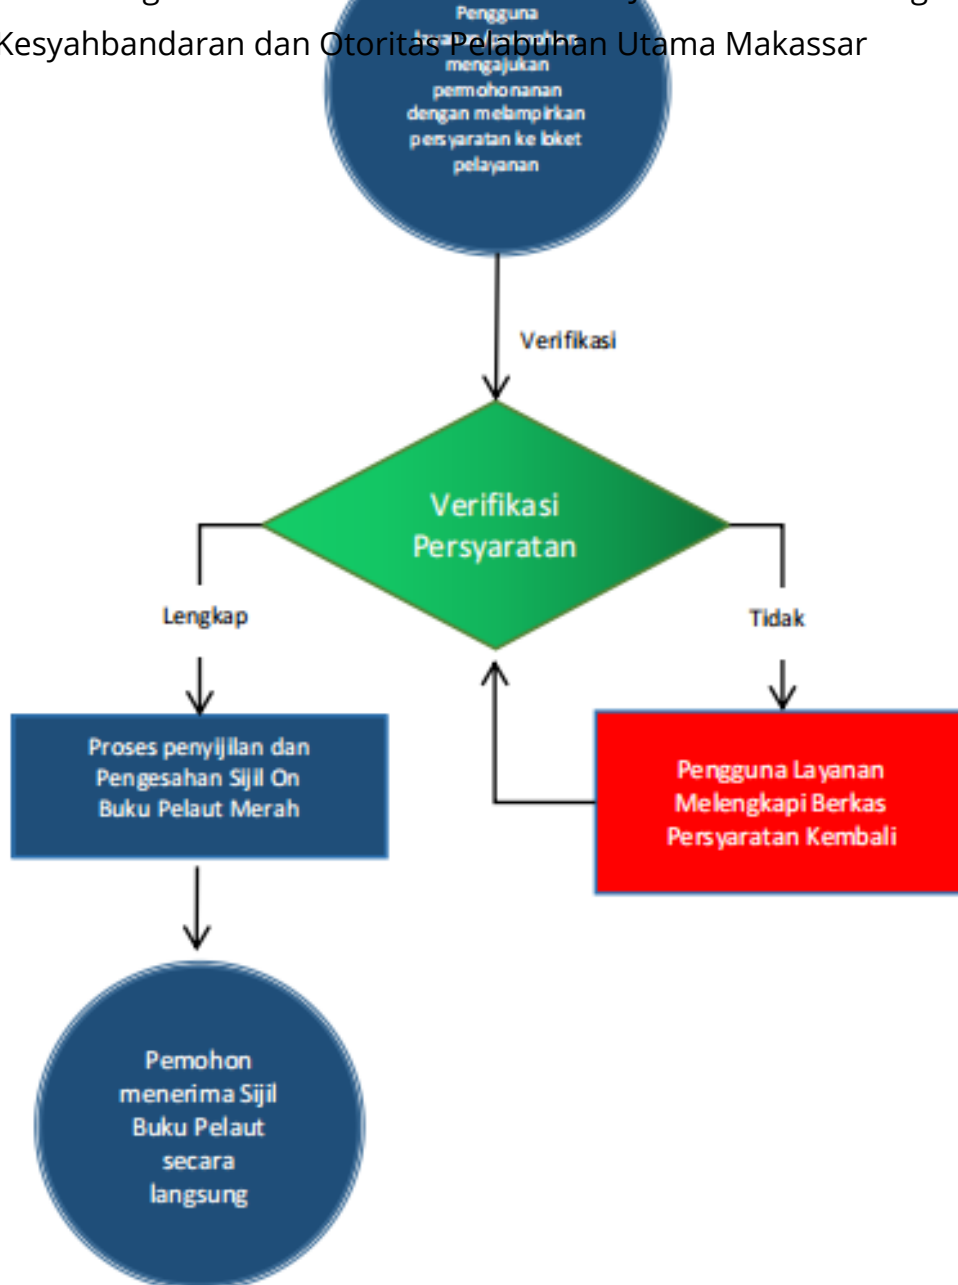 Pengguna
Kesyahbandaran dan Otoritas Pelabuhan Utama Makassar
mengajukan
permohonanan
dengan melampirkan
persyaratan ke loket
pelayanan
Verifikasi
Verifikasi
Persyaratan
Lengkap
Tidak
Proses penyijilan dan
Pengesahan Sijil On
Buku Pelaut Merah
Pengguna Layanan
Melengkapi Berkas
Persyaratan Kembali
Pemohon
menerima Sijil
Buku Pelaut
secara
langsung